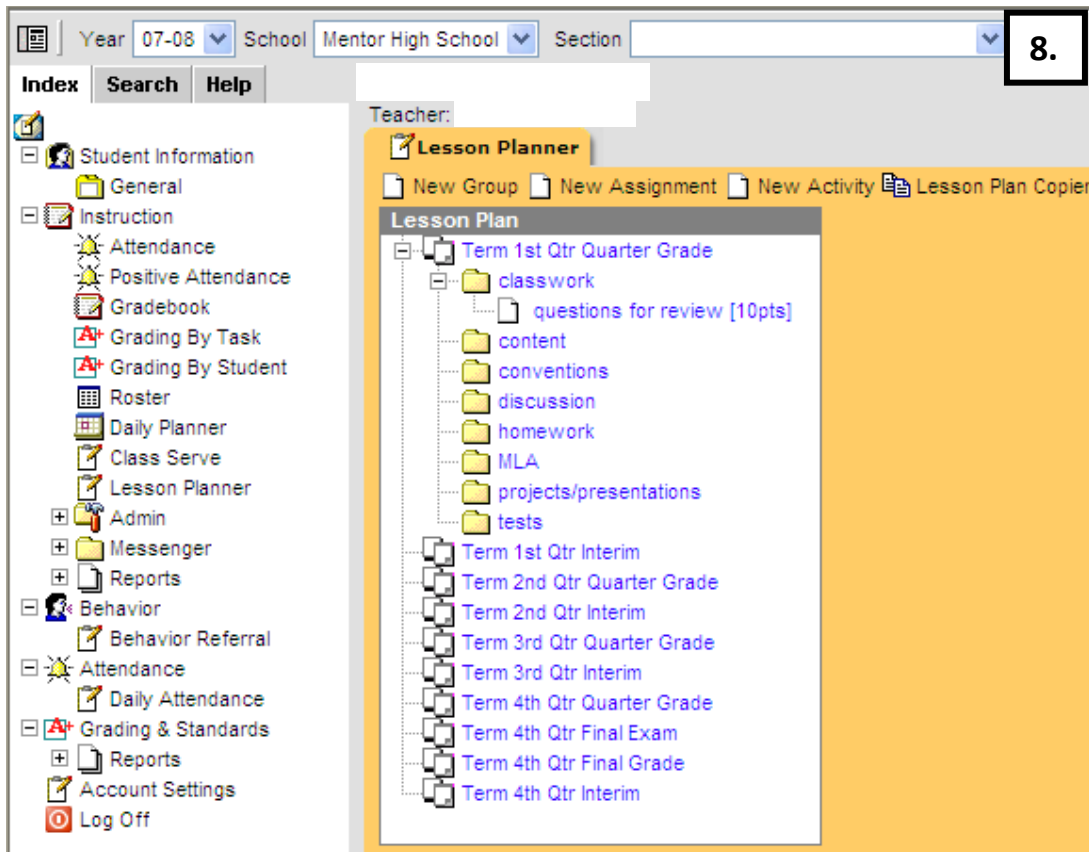 Year 07-08 School Mentor High School Section
8.
Index Search Help
Teacher:
Student Information
General
Instruction
Attendance
Positive Attendance
Gradebook
A+ Grading By Task
A+ Grading By Student
Roster
Daily Planner
Class Serve
Lesson Planner
Admin
Messenger
Reports
Behavior
Behavior Referral
Attendance
Daily Attendance
A+ Grading & Standards
Reports
Account Settings
Log Off
Lesson Planner
New Group New Assignment New Activity Lesson Plan Copier
Lesson Plan
Term 1st Qtr Quarter Grade
classwork
questions for review [10pts]
content
conventions
discussion
homework
MLA
projects/presentations
tests
Term 1st Qtr Interim
Term 2nd Qtr Quarter Grade
Term 2nd Qtr Interim
Term 3rd Qtr Quarter Grade
Term 3rd Qtr Interim
Term 4th Qtr Quarter Grade
Term 4th Qtr Final Exam
Term 4th Qtr Final Grade
Term 4th Qtr Interim